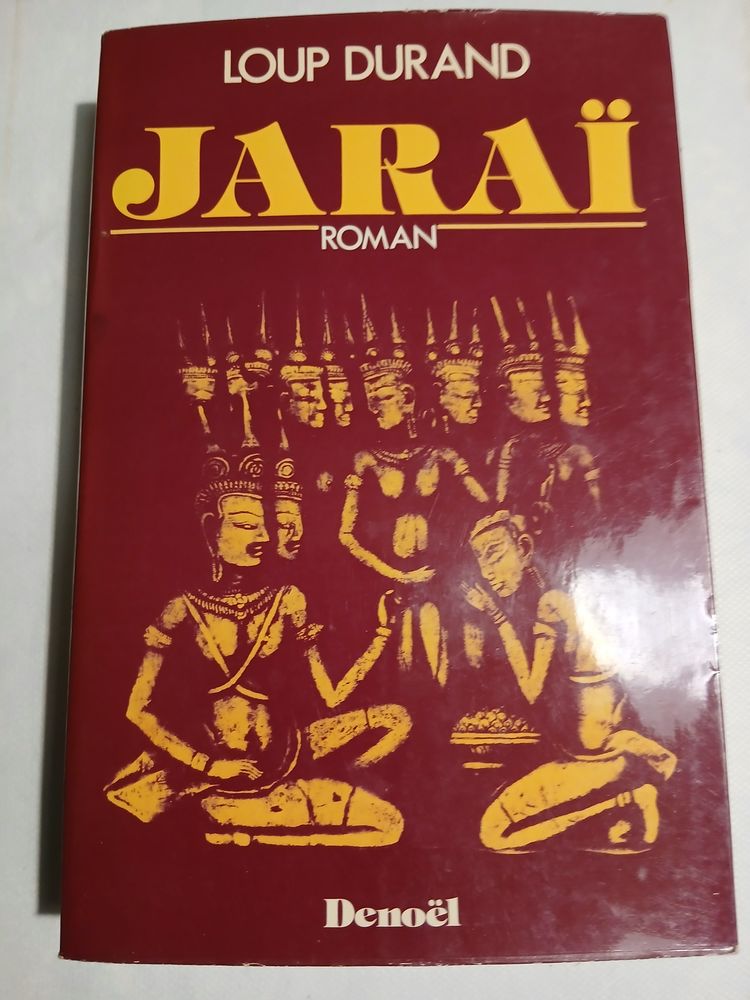 LOUP DURAND
JARAÏ
ROMAN
Denoël